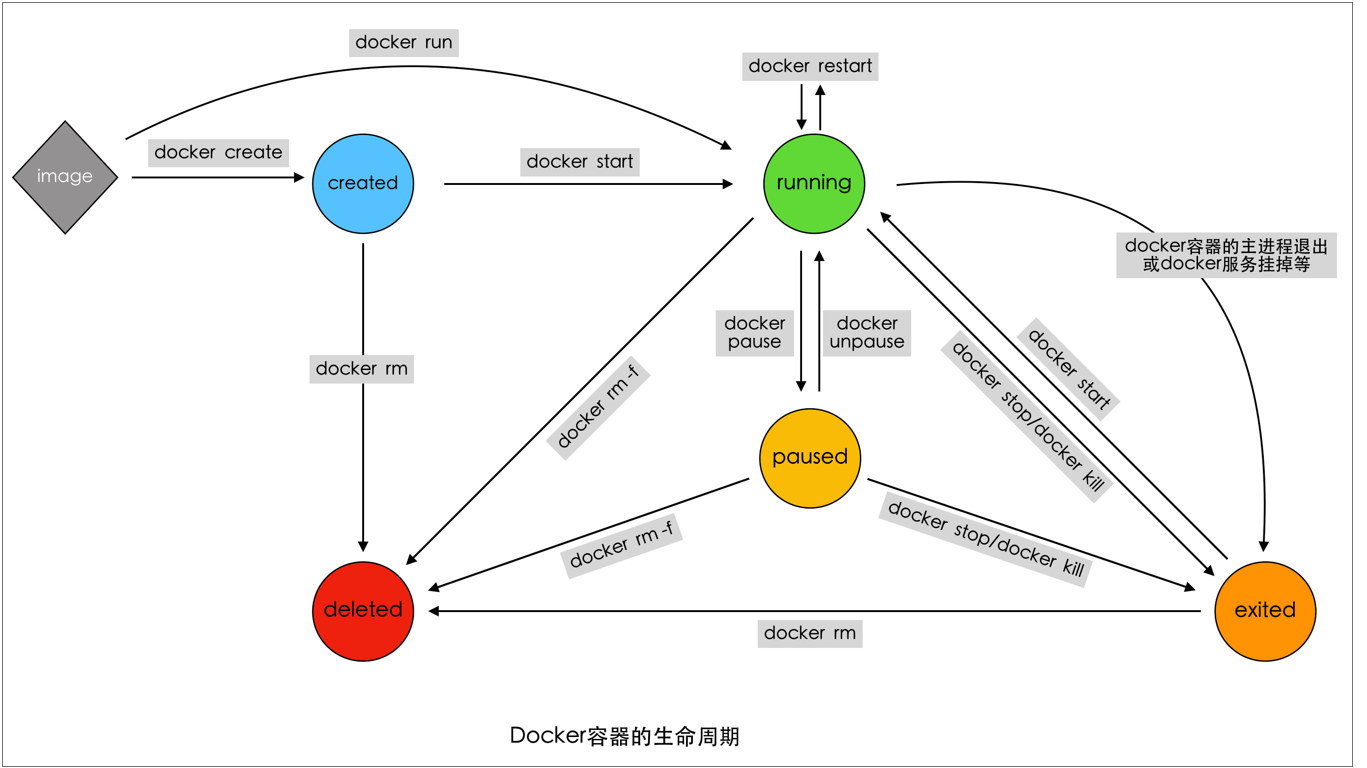 docker run
docker restart
image
docker create
created
docker start
running
docker容器的主进程退出
或docker服务挂掉等
docker
pause
docker
unpause
docker start
docker stop/docker kill
docker rm
docker rm -f
paused
docker rm -f
docker stop/docker kill
deleted
exited
docker rm
Docker容器的生命周期